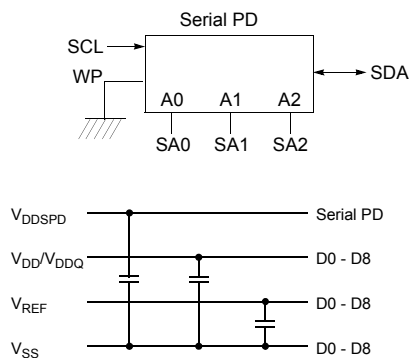 Serial PD
SCL
WP
SDA
A0 A1 A2
SA0 SA1 SA2
VDDSPD Serial PD
VDD/VDDQ D0 - D8
VREF D0 - D8
VSS D0 - D8